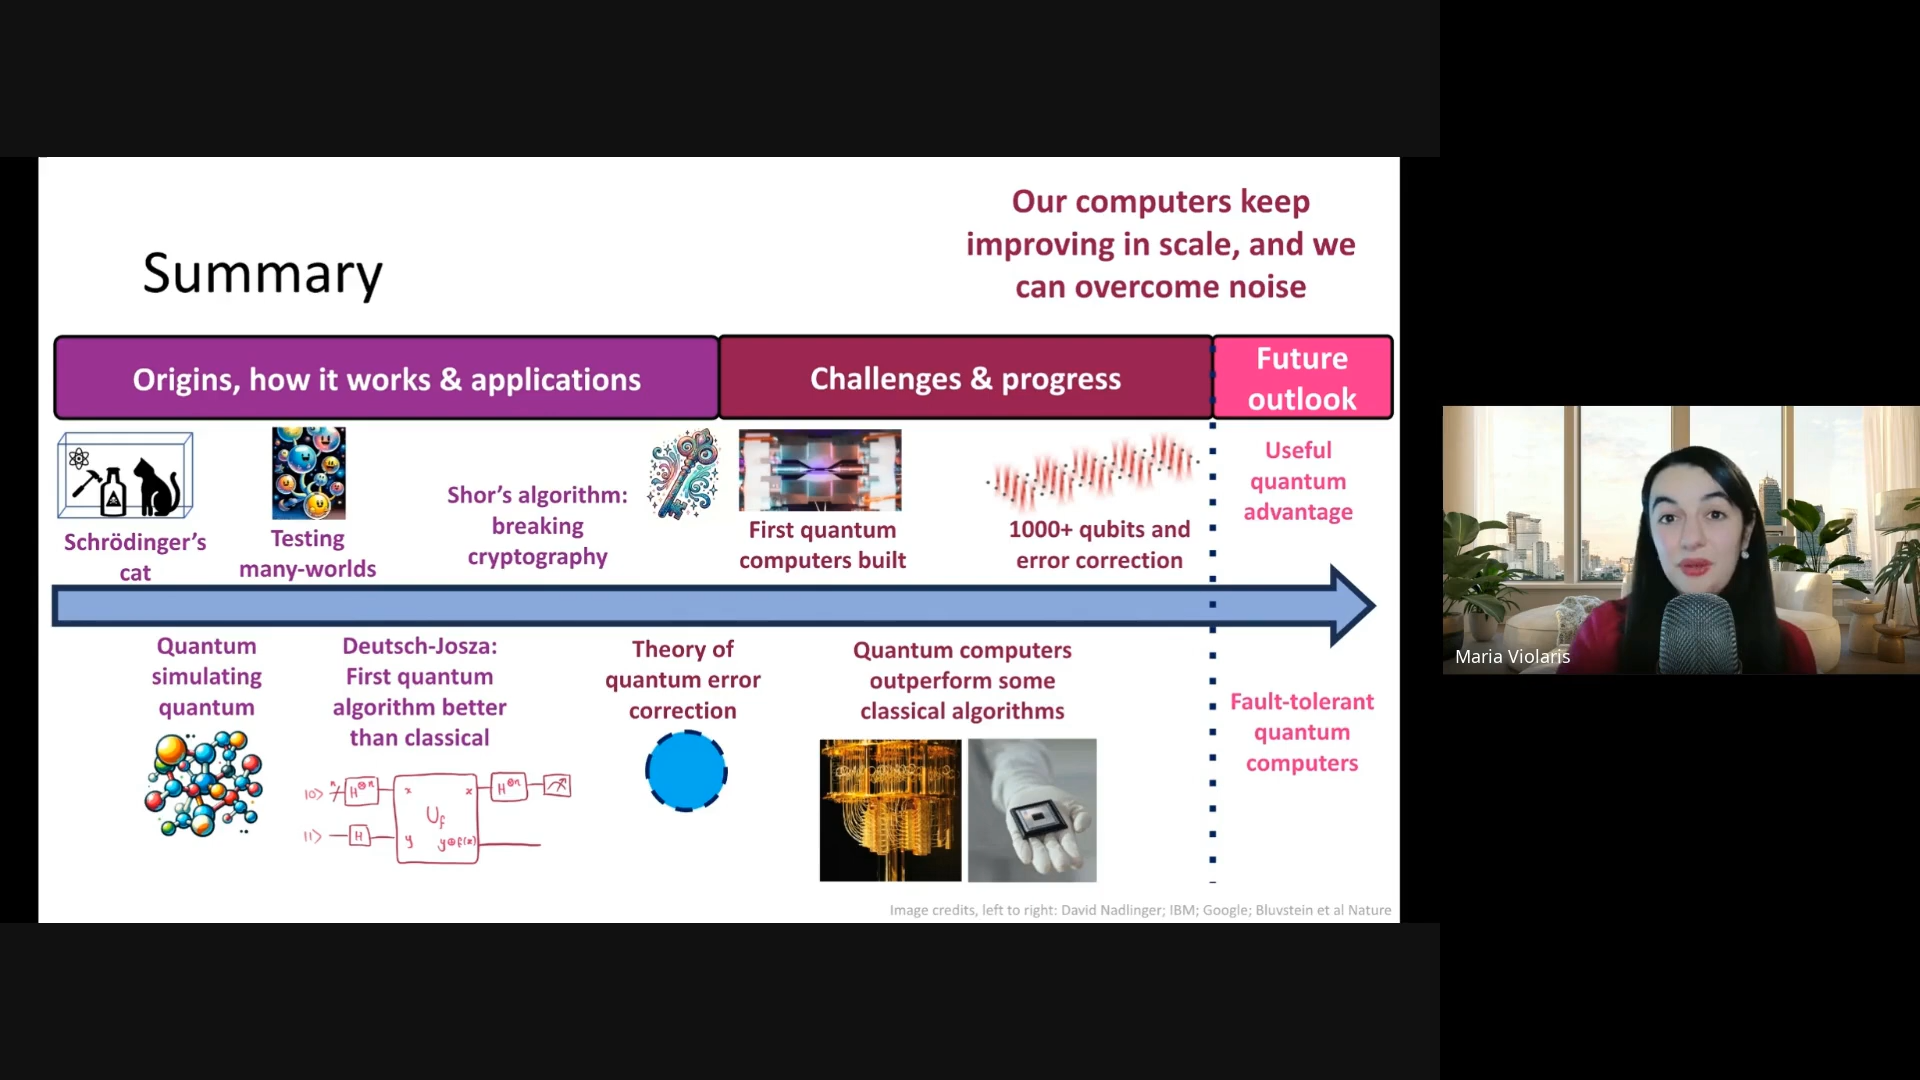 Our computers keep
improving in scale, and we
can overcome noise
Summary
Origins, how it works & applications
Challenges & progress
Future
outlook
Schrödinger's
cat
Testing
many-worlds
Shor's algorithm:
breaking
cryptography
First quantum
computers built
1000+ qubits and
error correction
Useful
quantum
advantage
Quantum
simulating
quantum
Deutsch-Josza:
First quantum
algorithm better
than classical
|0⟩ H⊗n x x H⊗n
U_f
|1⟩ H y y⊕f(x)
Theory of
quantum error
correction
Quantum computers
outperform some
classical algorithms
Fault-tolerant
quantum
computers
Image credits, left to right: David Nadlinger; IBM; Google; Bluvstein et al Nature
Maria Violaris